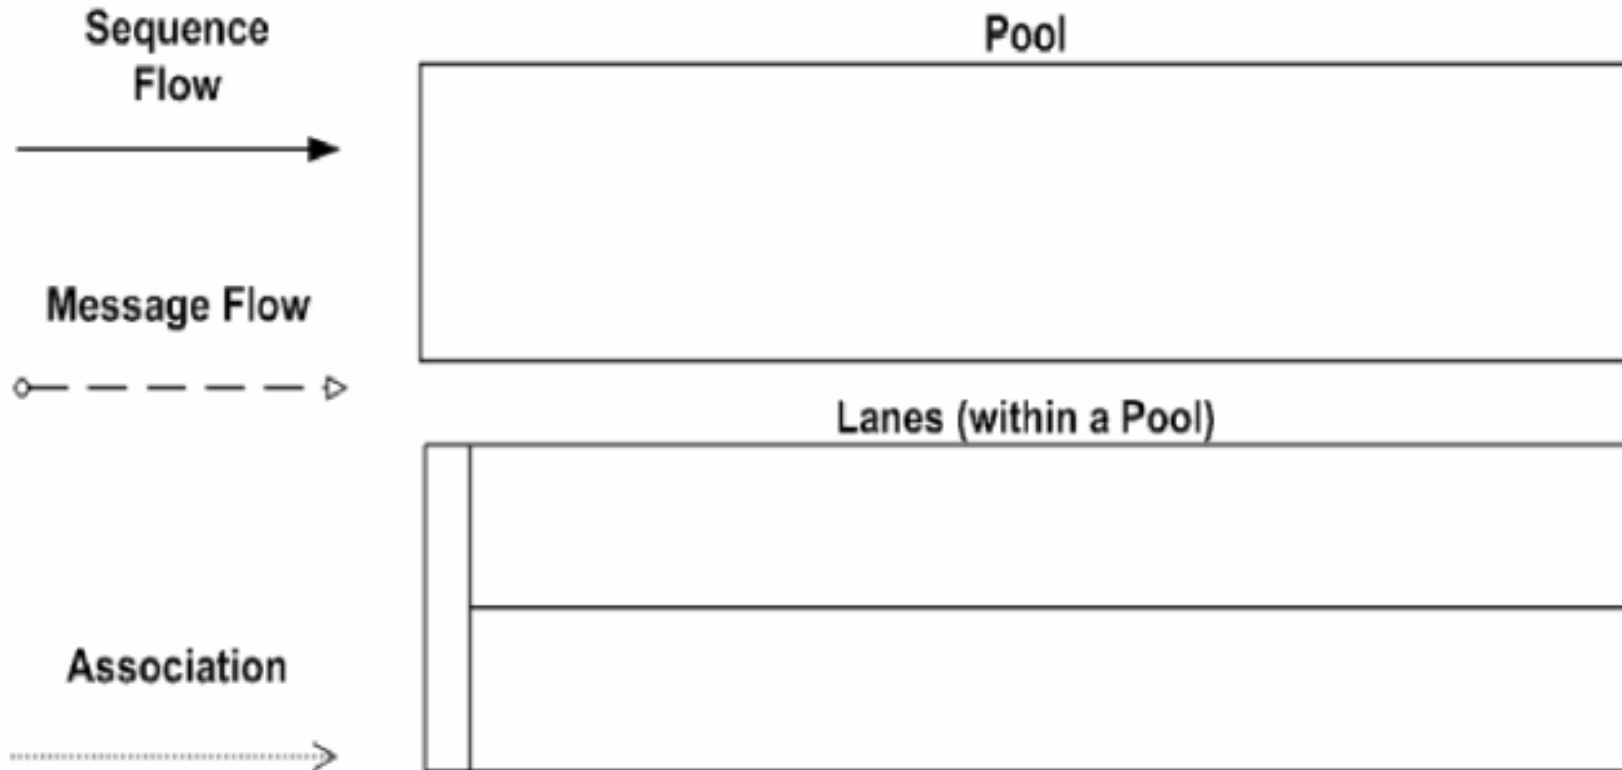 Sequence
Flow
Message Flow
Association
Pool
Lanes (within a Pool)